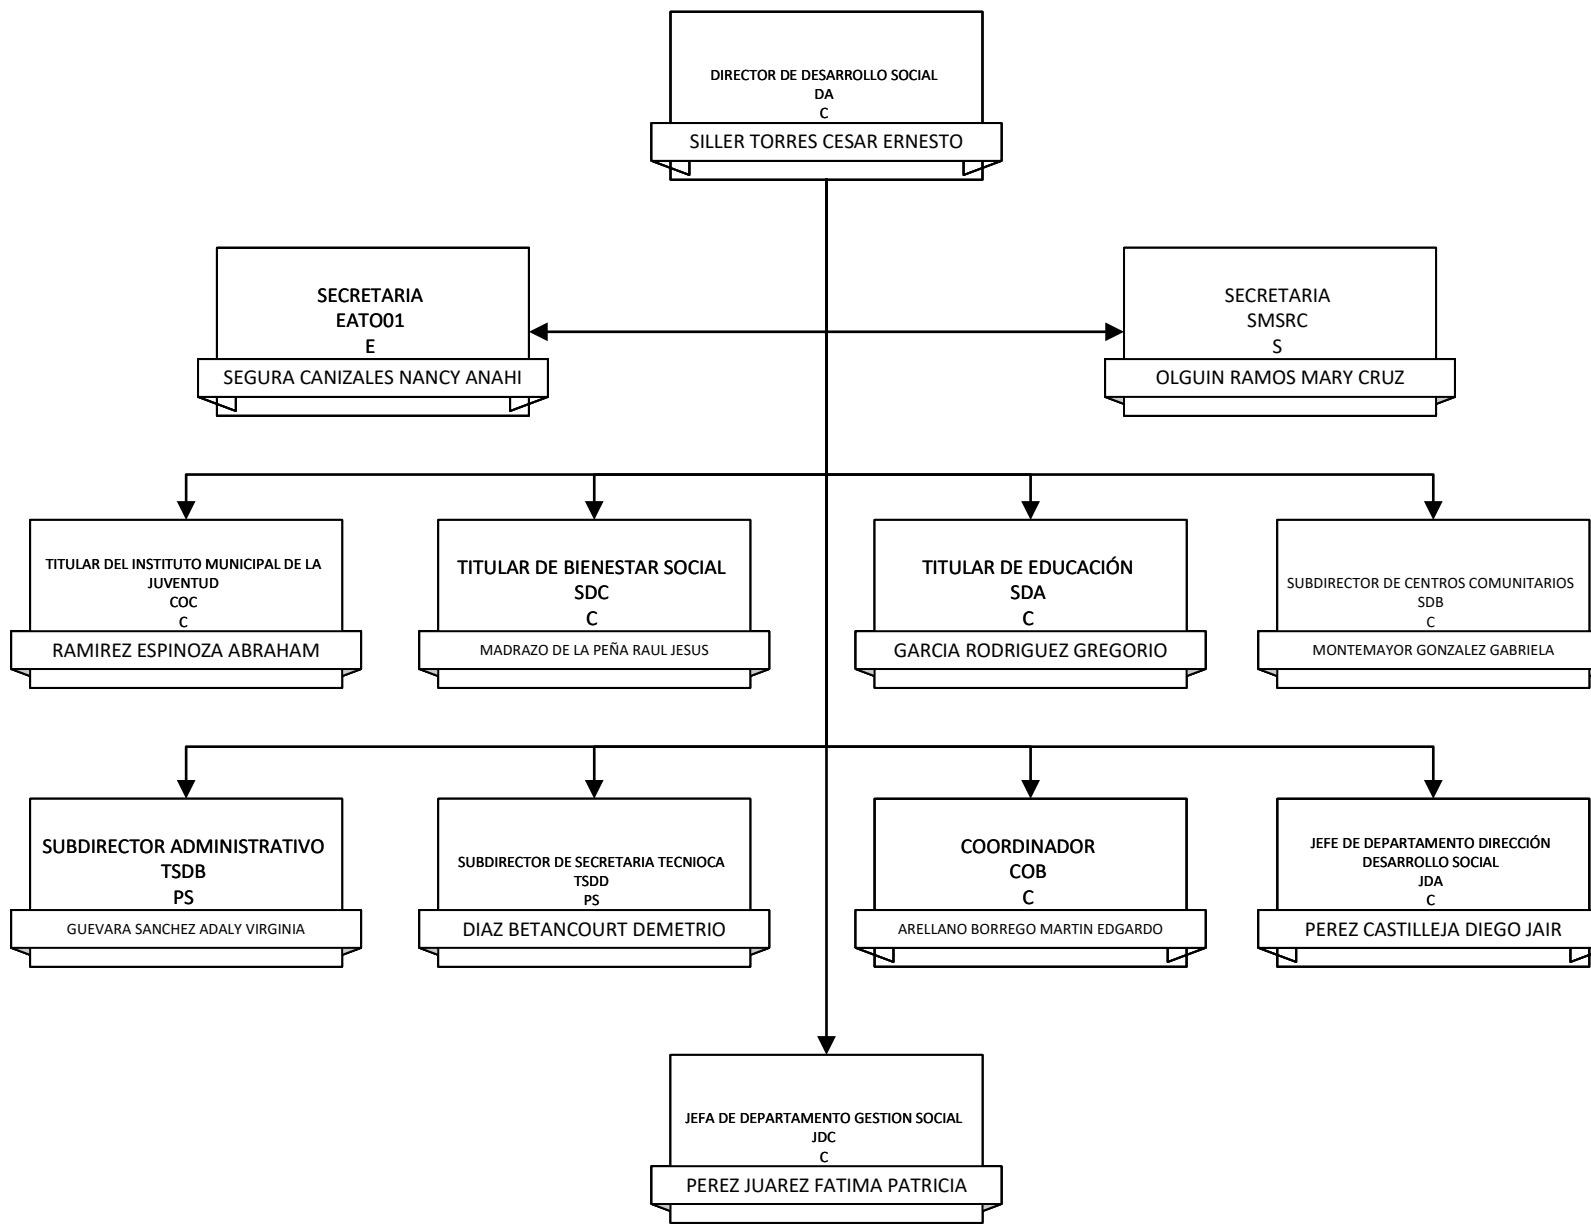 DIRECTOR DE DESARROLLO SOCIAL
DA
C
SILLER TORRES CESAR ERNESTO
SECRETARIA
EATO01
E
SEGURA CANIZALES NANCY ANAHI
SECRETARIA
SMSRC
S
OLGUIN RAMOS MARY CRUZ
TITULAR DEL INSTITUTO MUNICIPAL DE LA
JUVENTUD
COC
C
RAMIREZ ESPINOZA ABRAHAM
TITULAR DE BIENESTAR SOCIAL
SDC
C
MADRAZO DE LA PEÑA RAUL JESUS
TITULAR DE EDUCACIÓN
SDA
C
GARCIA RODRIGUEZ GREGORIO
SUBDIRECTOR DE CENTROS COMUNITARIOS
SDB
C
MONTEMAYOR GONZALEZ GABRIELA
SUBDIRECTOR ADMINISTRATIVO
TSDB
PS
GUEVARA SANCHEZ ADALY VIRGINIA
SUBDIRECTOR DE SECRETARIA TECNIOCA
TSDD
PS
DIAZ BETANCOURT DEMETRIO
COORDINADOR
COB
C
ARELLANO BORREGO MARTIN EDGARDO
JEFE DE DEPARTAMENTO DIRECCIÓN
DESARROLLO SOCIAL
JDA
C
PEREZ CASTILLEJA DIEGO JAIR
JEFA DE DEPARTAMENTO GESTION SOCIAL
JDC
C
PEREZ JUAREZ FATIMA PATRICIA